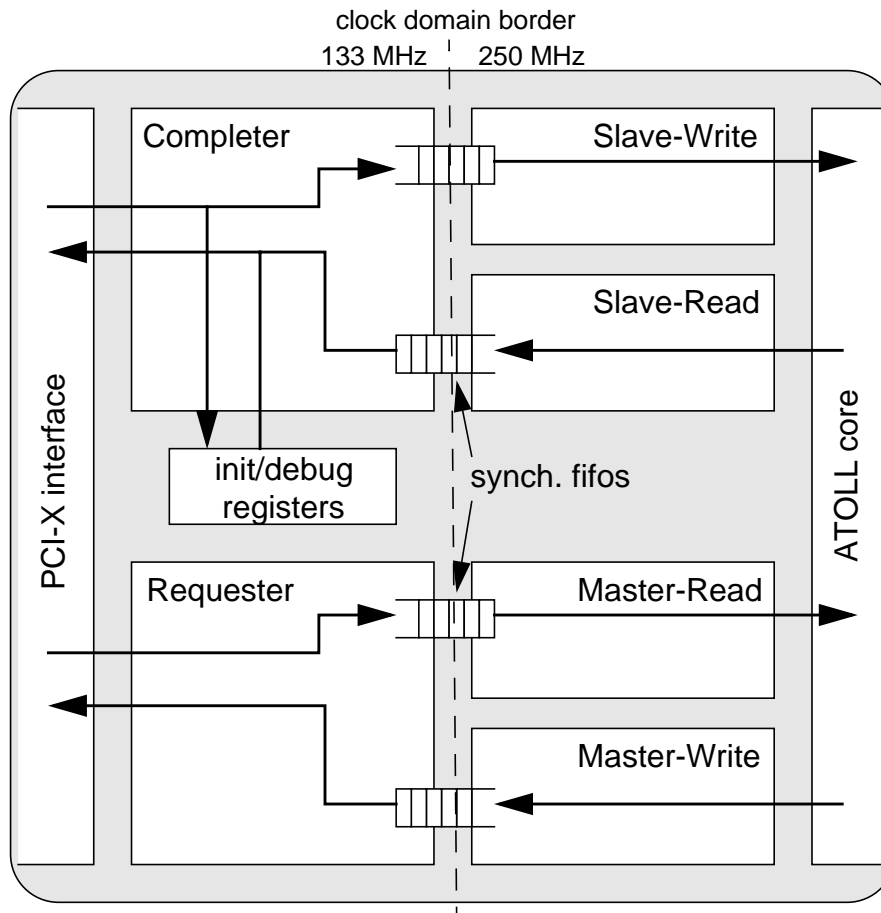 clock domain border
133 MHz
250 MHz
Completer
Slave-Write
Slave-Read
PCI-X interface
init/debug
registers
synch. fifos
ATOLL core
Requester
Master-Read
Master-Write